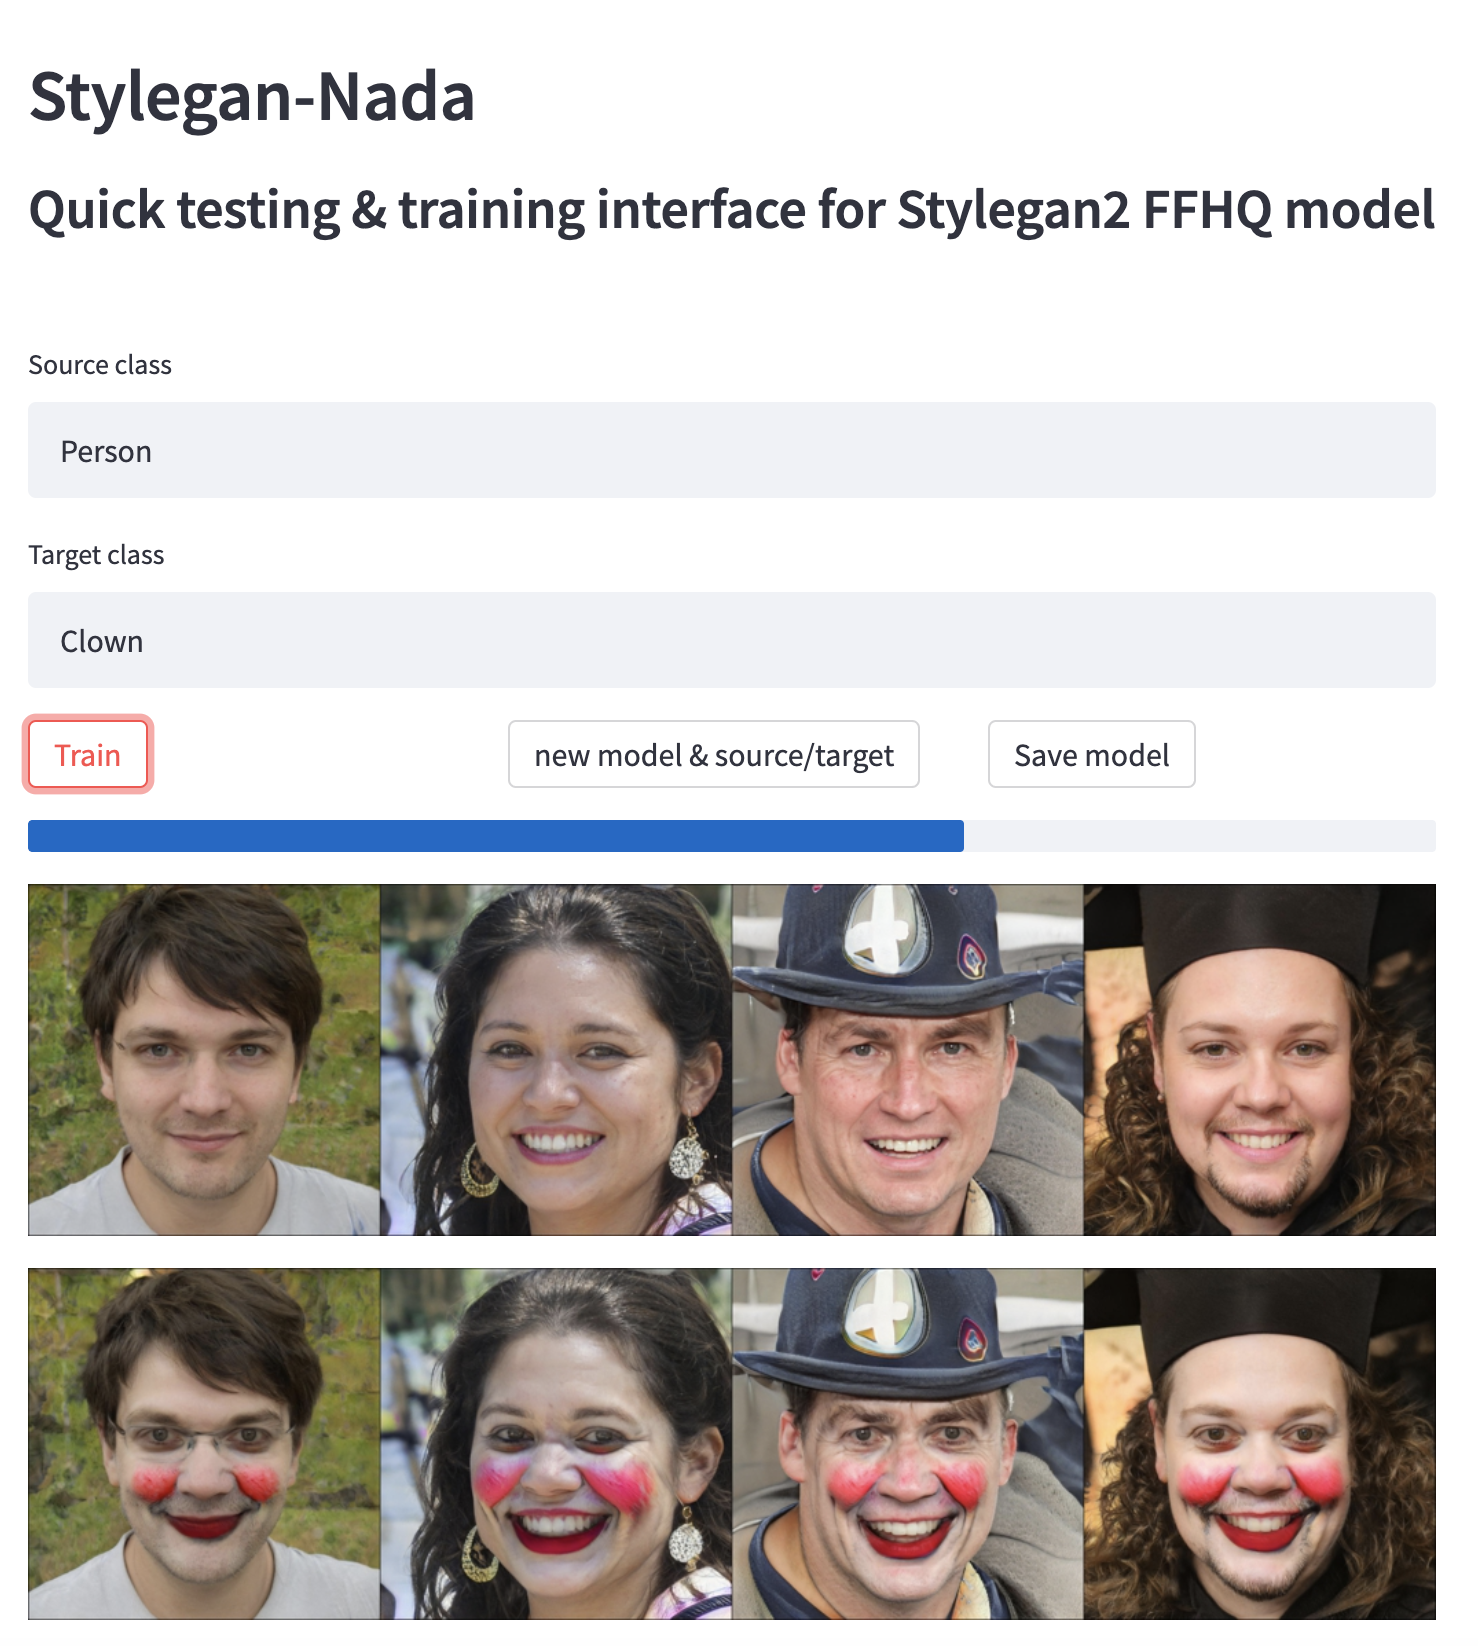 Stylegan-Nada
Quick testing & training interface for Stylegan2 FFHQ model
Source class
Person
Target class
Clown
Train
new model & source/target
Save model